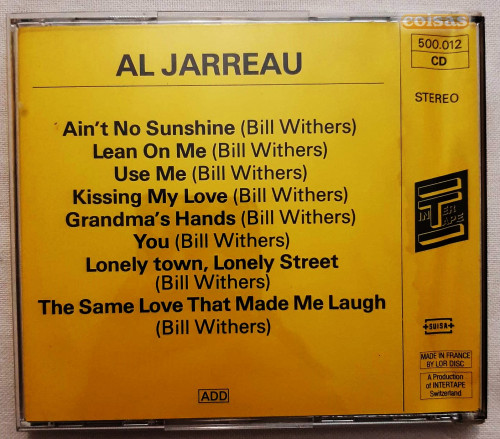 coisas
500.012
CD
STEREO
AL JARREAU
Ain't No Sunshine (Bill Withers)
Lean On Me (Bill Withers)
Use Me (Bill Withers)
Kissing My Love (Bill Withers)
Grandma's Hands (Bill Withers)
You (Bill Withers)
Lonely town, Lonely Street
(Bill Withers)
The Same Love That Made Me Laugh
(Bill Withers)
ADD
INTER
TAPE
SUISA
MADE IN FRANCE
BY LOR DISC
A Production
of INTERTAPE
Switzerland